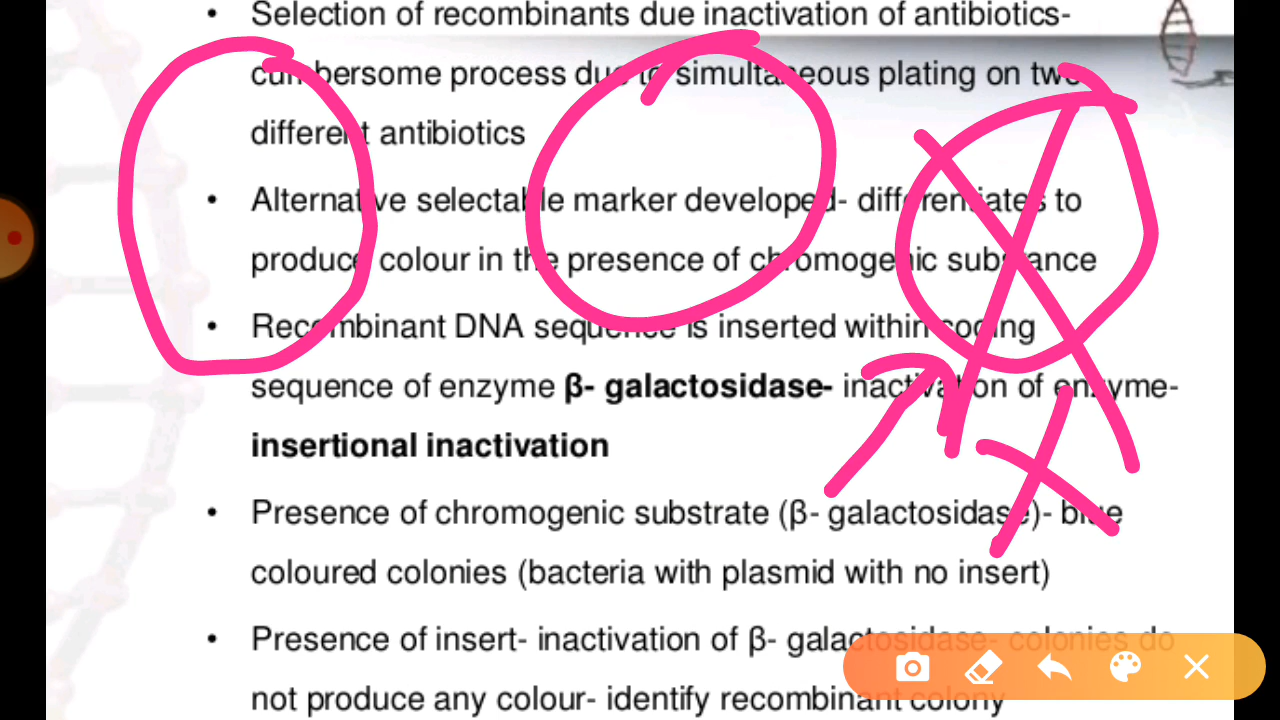 • Selection of recombinants due inactivation of antibiotics-
cumbersome process due to simultaneous plating on two
different antibiotics
• Alternative selectable marker developed- differentiates to
produce colour in the presence of chromogenic substance
• Recombinant DNA sequence is inserted within coding
sequence of enzyme β- galactosidase- inactivation of enzyme-
insertional inactivation
• Presence of chromogenic substrate (β- galactosidase)- blue
coloured colonies (bacteria with plasmid with no insert)
• Presence of insert- inactivation of β- galactosidase- colonies do
not produce any colour- identify recombinant colony